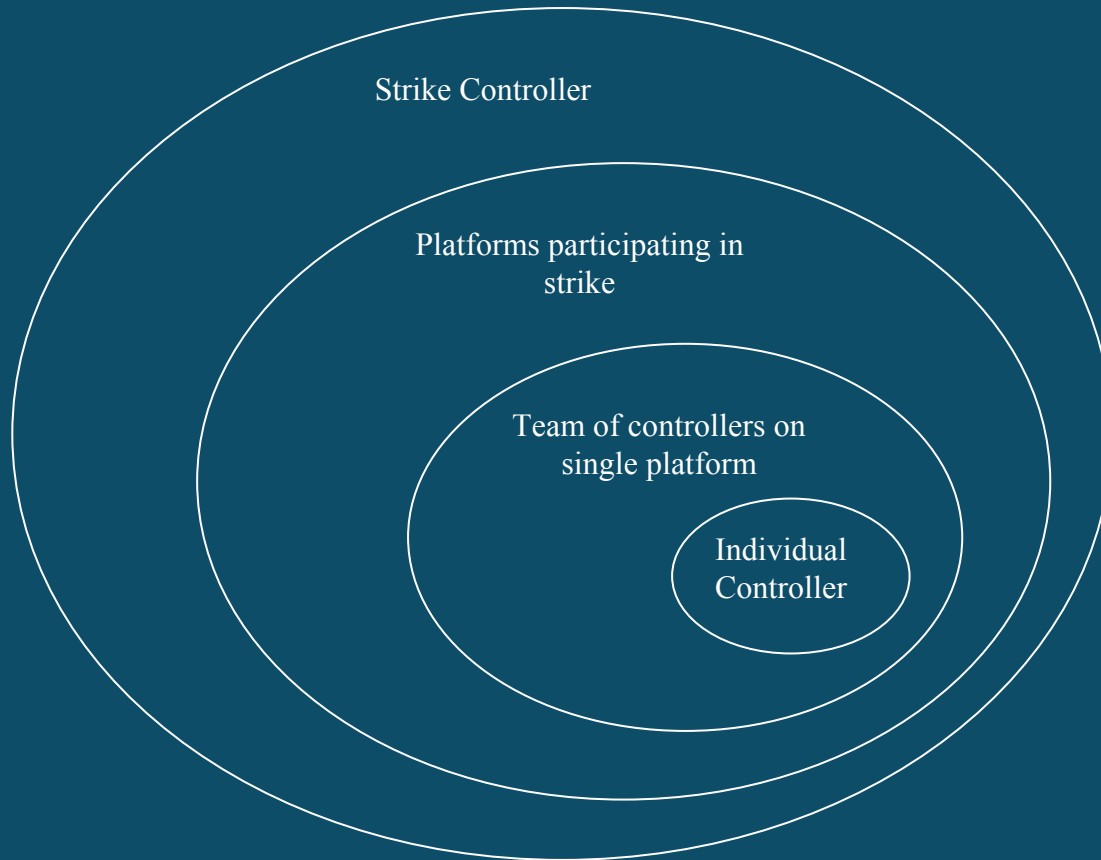 Strike Controller
Platforms participating in
strike
Team of controllers on
single platform
Individual
Controller